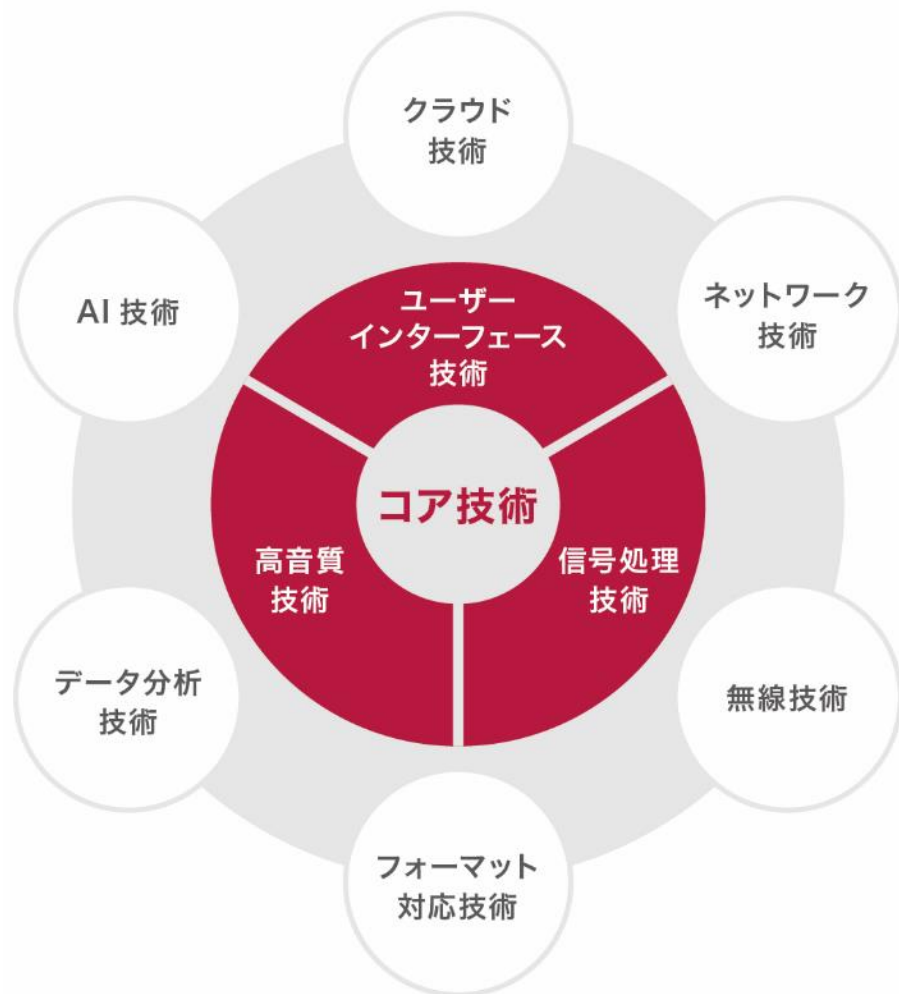 クラウド
技術
AI 技術
ネットワーク
技術
ユーザー
インターフェース
技術
コア技術
高音質
技術
信号処理
技術
データ分析
技術
無線技術
フォーマット
対応技術